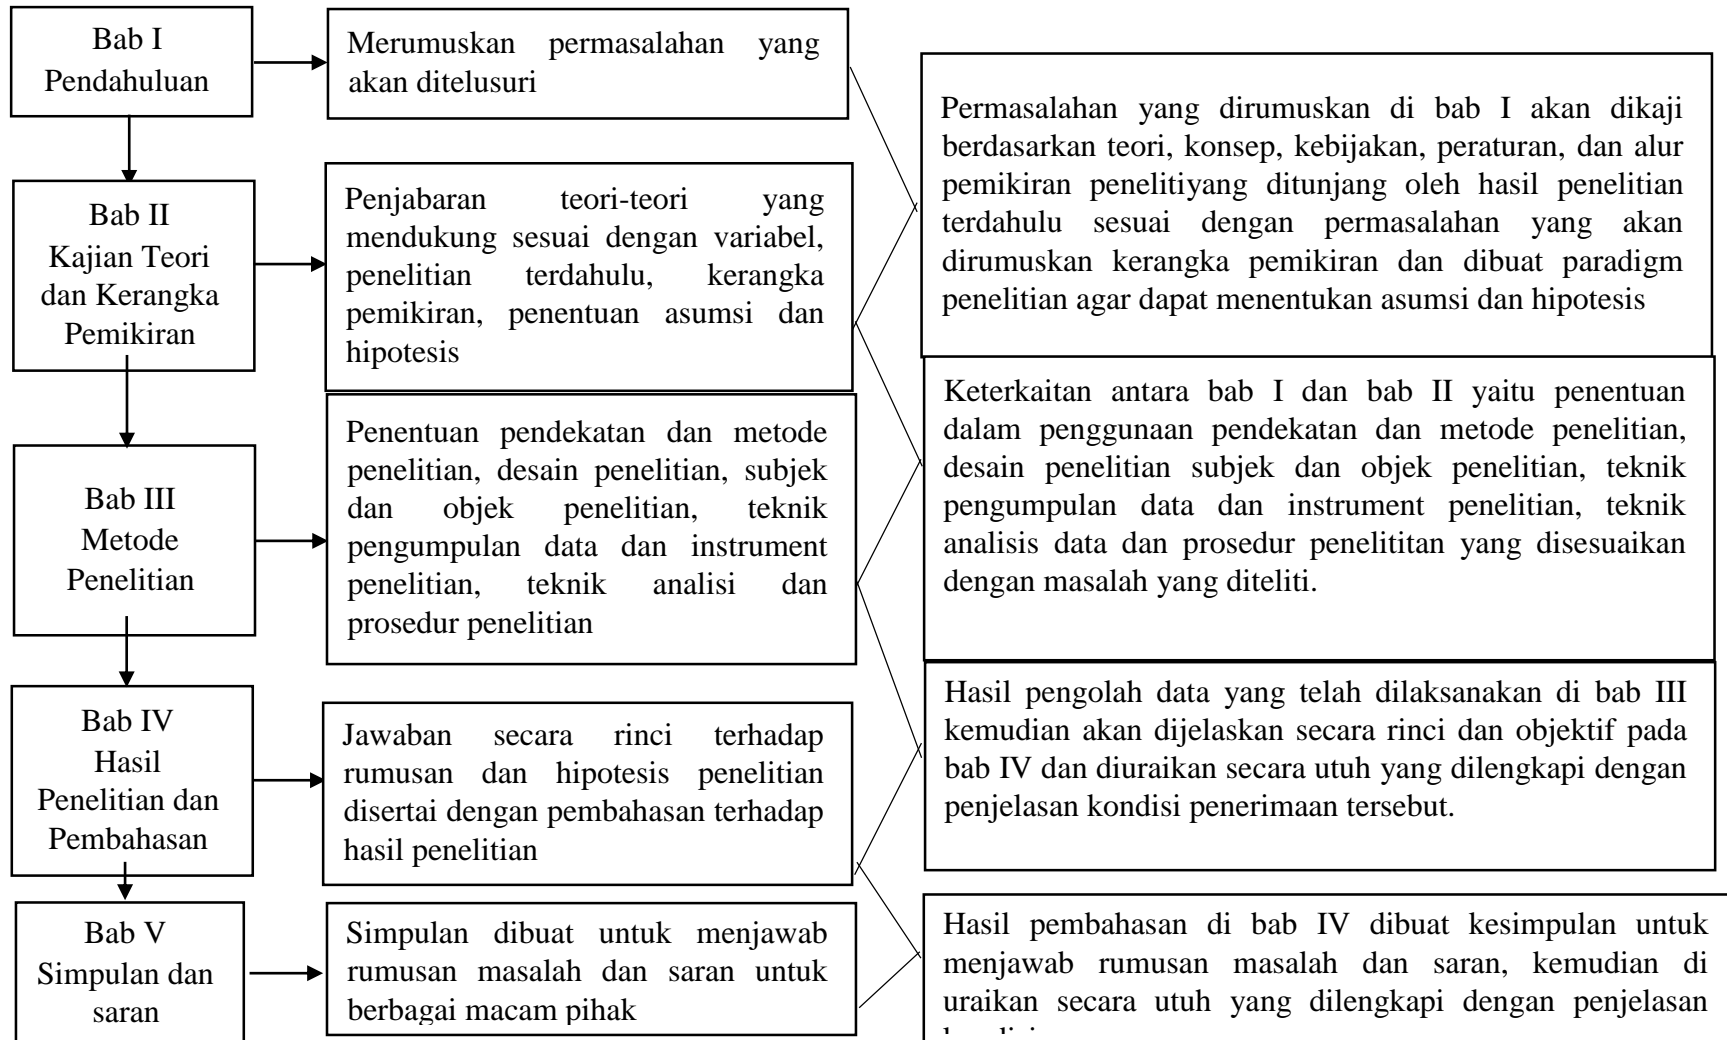 Bab I
Pendahuluan
Merumuskan permasalahan yang
akan ditelusuri
Permasalahan yang dirumuskan di bab I akan dikaji
berdasarkan teori, konsep, kebijakan, peraturan, dan alur
pemikiran penelitiyang ditunjang oleh hasil penelitian
terdahulu sesuai dengan permasalahan yang akan
dirumuskan kerangka pemikiran dan dibuat paradigm
penelitian agar dapat menentukan asumsi dan hipotesis
Bab II
Kajian Teori
dan Kerangka
Pemikiran
Penjabaran teori-teori yang
mendukung sesuai dengan variabel,
penelitian terdahulu, kerangka
pemikiran, penentuan asumsi dan
hipotesis
Keterkaitan antara bab I dan bab II yaitu penentuan
dalam penggunaan pendekatan dan metode penelitian,
desain penelitian subjek dan objek penelitian, teknik
pengumpulan data dan instrument penelitian, teknik
analisis data dan prosedur penelititan yang disesuaikan
dengan masalah yang diteliti.
Bab III
Metode
Penelitian
Penentuan pendekatan dan metode
penelitian, desain penelitian, subjek
dan objek penelitian, teknik
pengumpulan data dan instrument
penelitian, teknik analisi dan
prosedur penelitian
Hasil pengolah data yang telah dilaksanakan di bab III
kemudian akan dijelaskan secara rinci dan objektif pada
bab IV dan diuraikan secara utuh yang dilengkapi dengan
penjelasan kondisi penerimaan tersebut.
Bab IV
Hasil
Penelitian dan
Pembahasan
Jawaban secara rinci terhadap
rumusan dan hipotesis penelitian
disertai dengan pembahasan terhadap
hasil penelitian
Bab V
Simpulan dan
saran
Simpulan dibuat untuk menjawab
rumusan masalah dan saran untuk
berbagai macam pihak
Hasil pembahasan di bab IV dibuat kesimpulan untuk
menjawab rumusan masalah dan saran, kemudian di
uraikan secara utuh yang dilengkapi dengan penjelasan